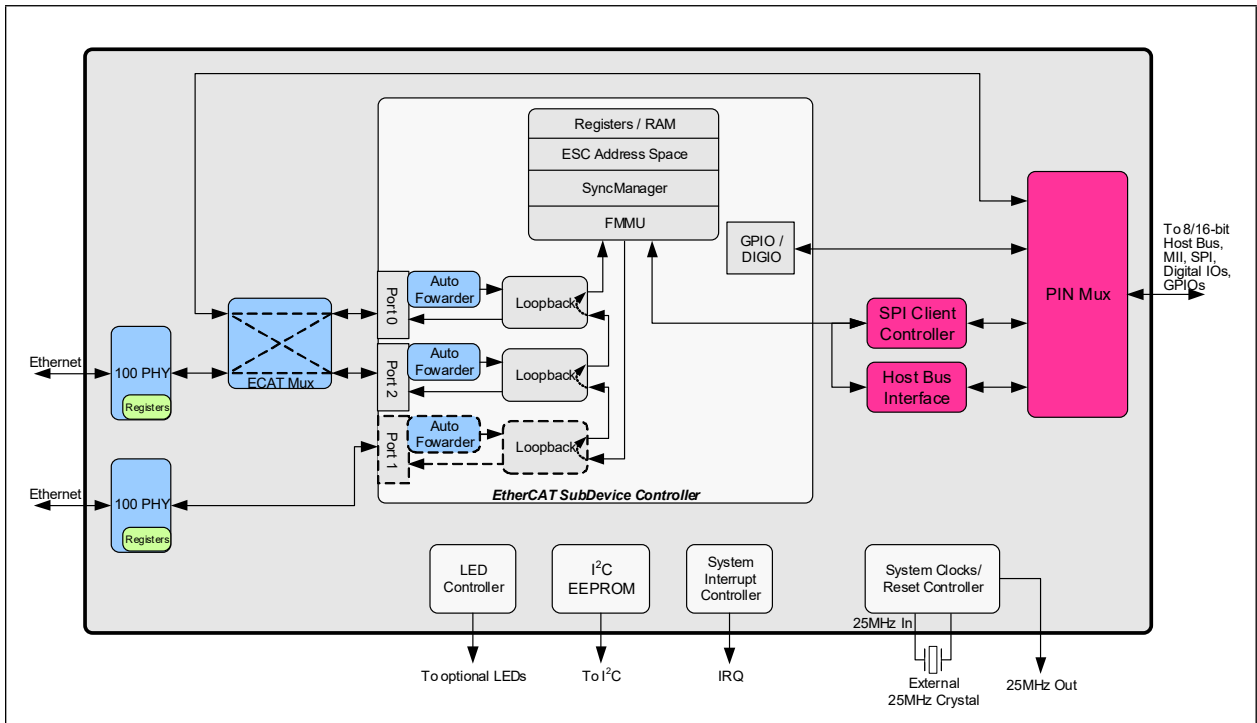 Registers / RAM
ESC Address Space
SyncManager
FMMU
GPIO /
DIGIO
To 8/16-bit
Host Bus,
MII, SPI,
Digital IOs,
GPIOs
PIN Mux
SPI Client
Controller
Host Bus
Interface
Port 0
Auto
Fowarder
Loopback
Port 2
Auto
Fowarder
Loopback
Port 1
Auto
Fowarder
Loopback
EtherCAT SubDevice Controller
ECAT Mux
Ethernet
100 PHY
Registers
Ethernet
100 PHY
Registers
LED
Controller
To optional LEDs
I²C
EEPROM
To I²C
System
Interrupt
Controller
IRQ
System Clocks/
Reset Controller
25MHz In
External
25MHz Crystal
25MHz Out